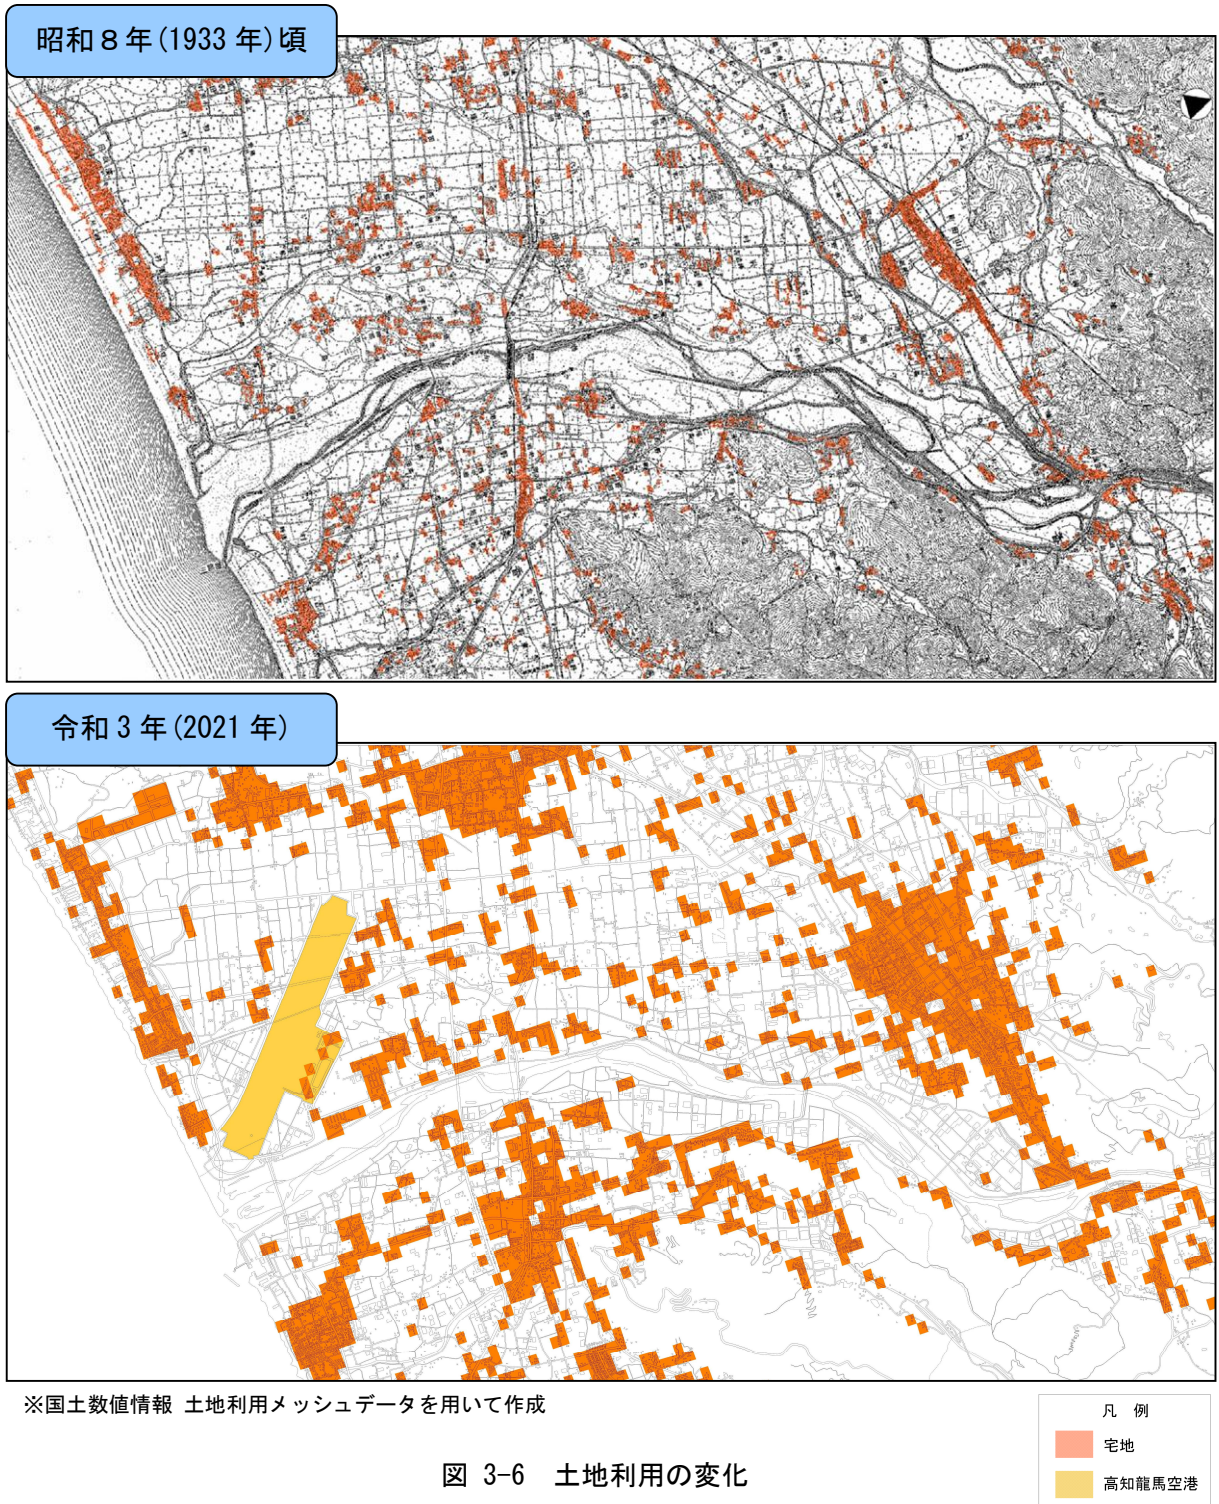 昭和８年(1933 年)頃
令和 3 年(2021 年)
※国土数値情報 土地利用メッシュデータを用いて作成
凡 例
宅地
高知龍馬空港
図 3-6 土地利用の変化